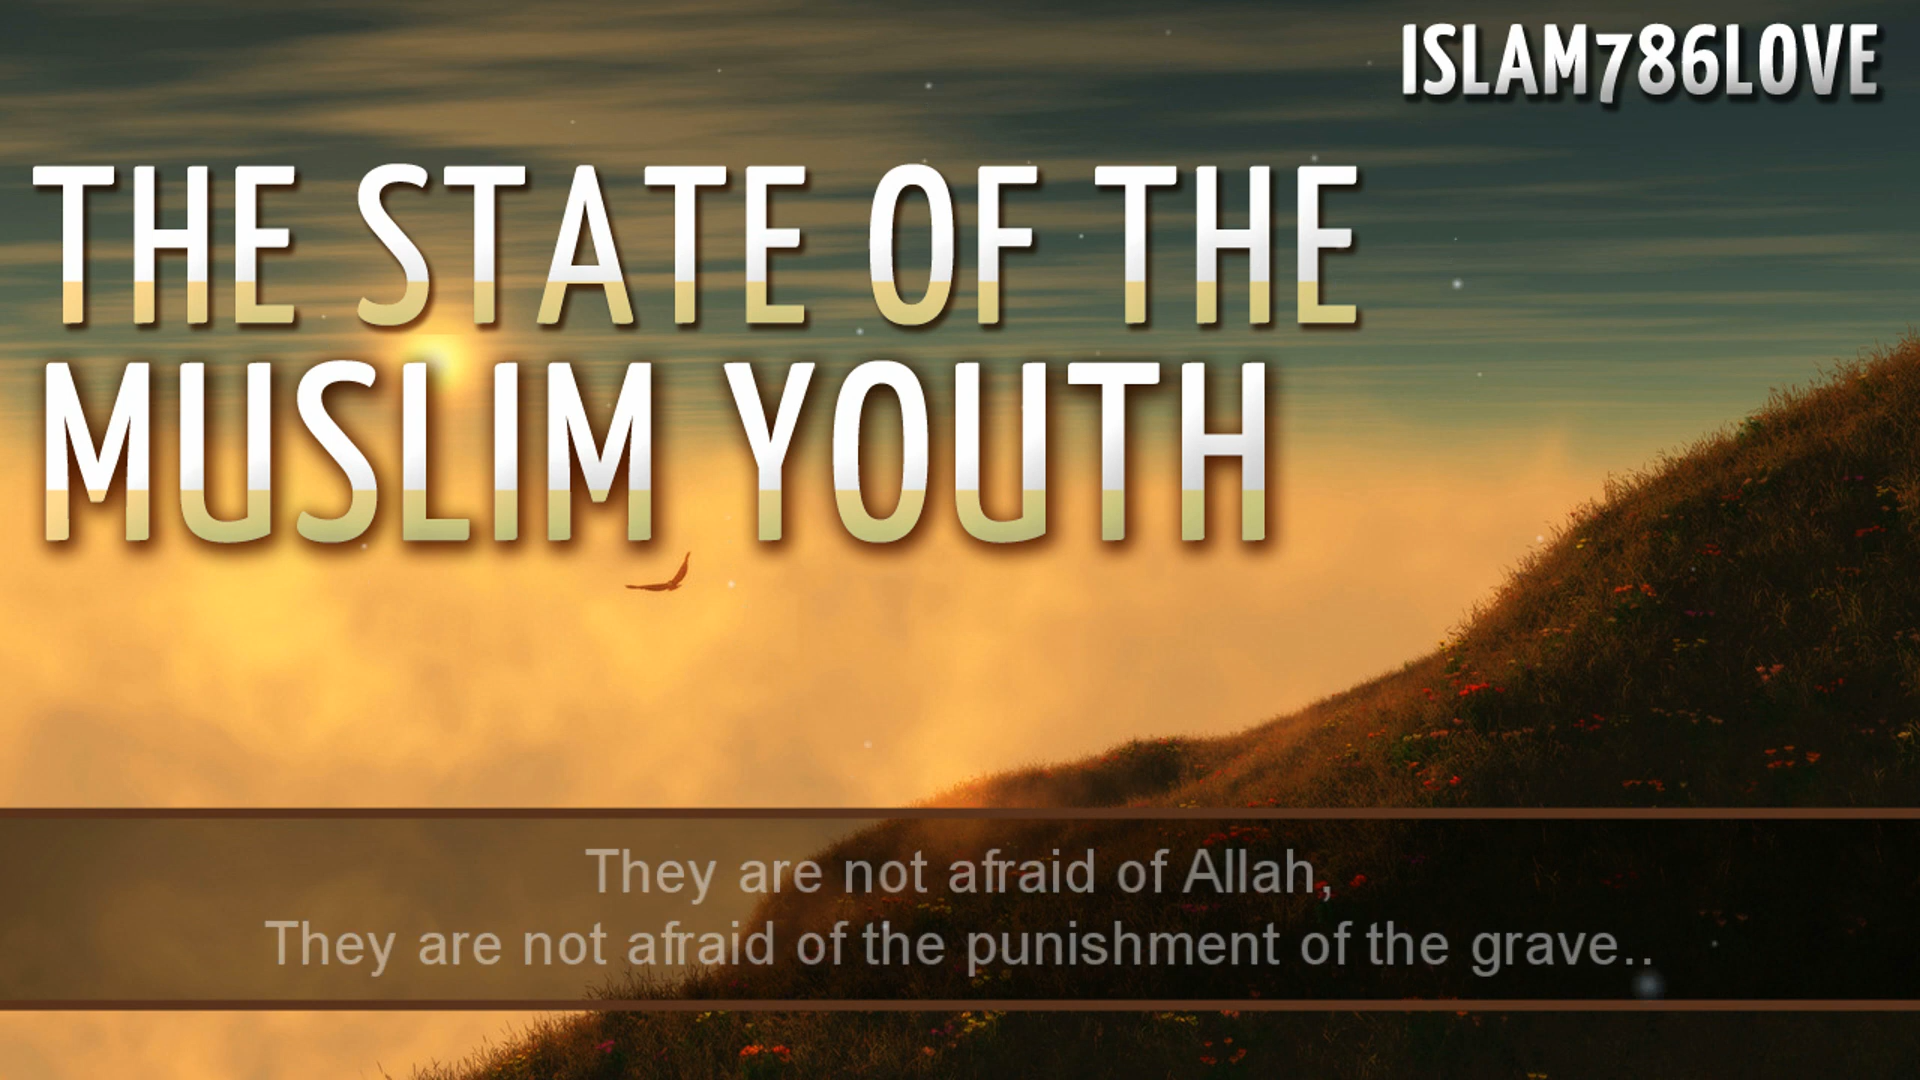 ISLAM786LOVE
THE STATE OF THE
MUSLIM YOUTH
They are not afraid of Allah,
They are not afraid of the punishment of the grave..